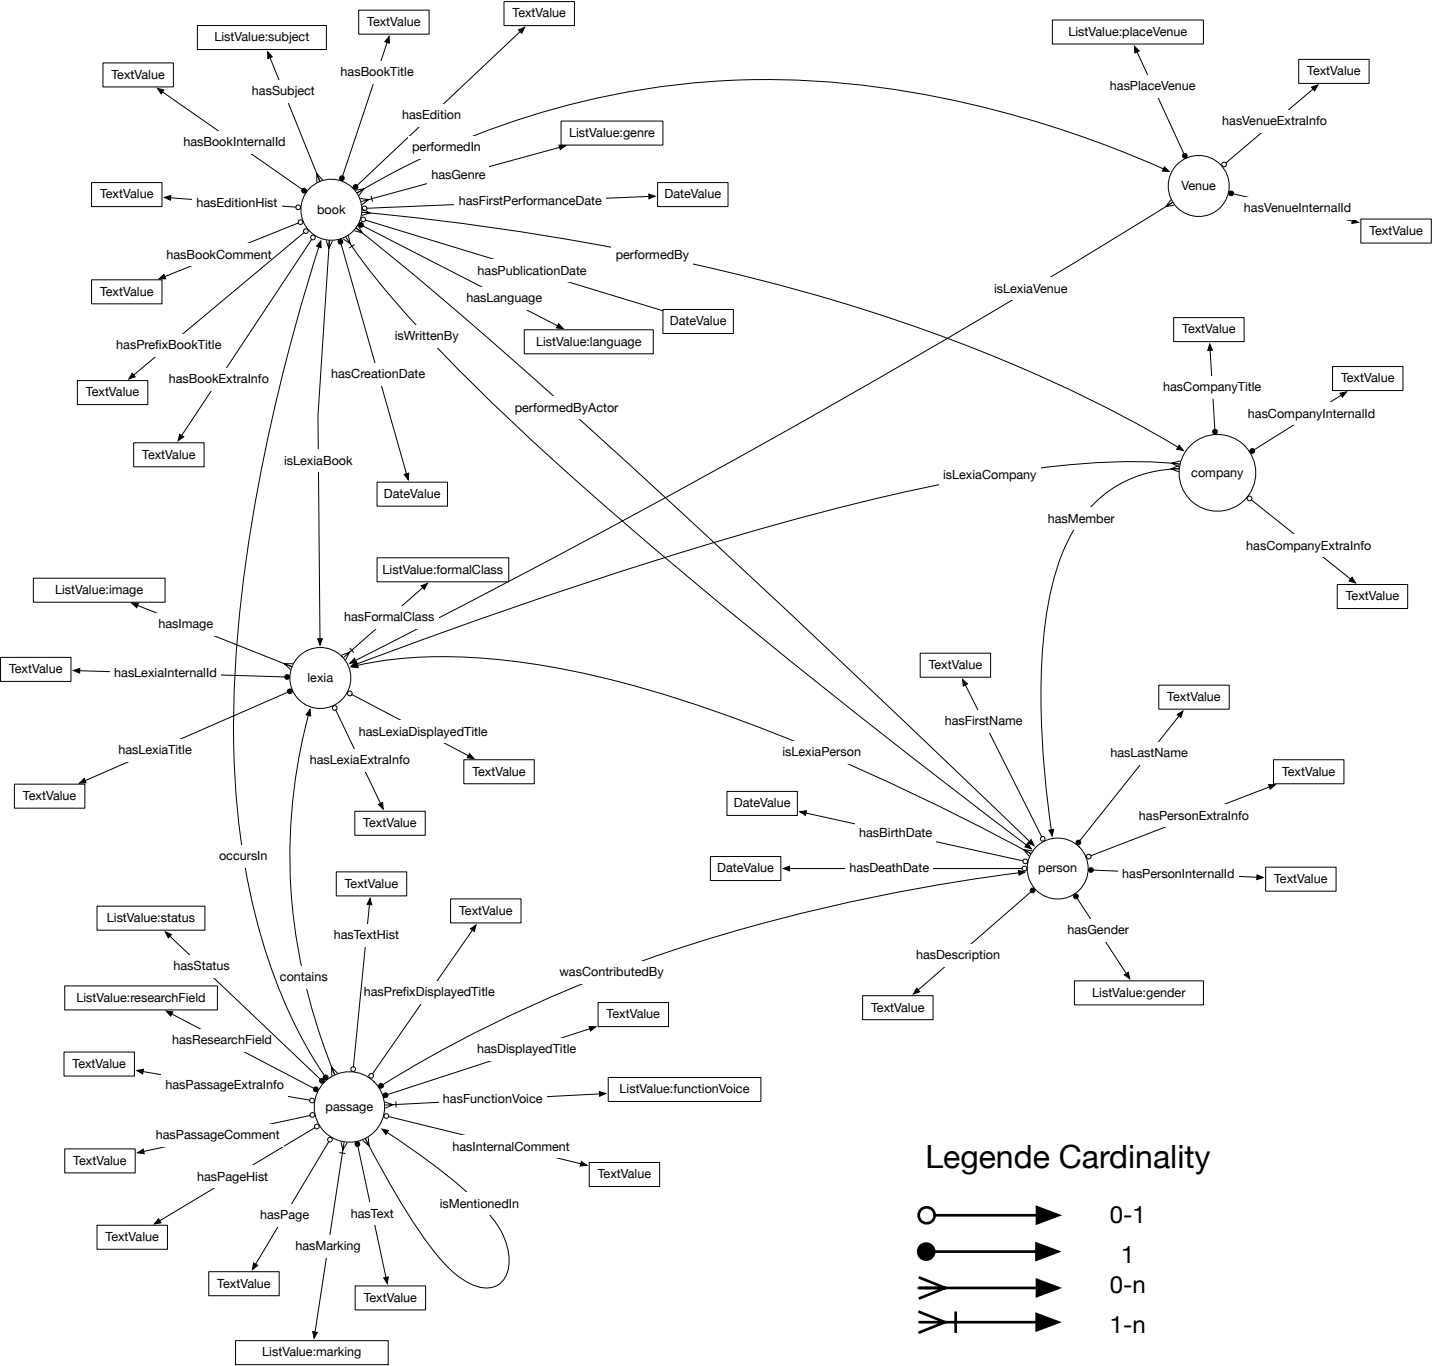 TextValue
TextValue
ListValue:placeVenue
ListValue:subject
hasBookTitle
TextValue
TextValue
hasSubject
hasPlaceVenue
hasEdition
hasVenueExtraInfo
ListValue:genre
hasBookInternalId
performedIn
hasGenre
Venue
TextValue
hasEditionHist
book
hasFirstPerformanceDate
DateValue
hasVenueInternalId
TextValue
hasBookComment
performedBy
hasPublicationDate
TextValue
hasLanguage
isLexiaVenue
DateValue
TextValue
isWrittenBy
ListValue:language
hasPrefixBookTitle
hasCreationDate
hasBookExtraInfo
TextValue
hasCompanyTitle
TextValue
performedByActor
hasCompanyInternalId
TextValue
isLexiaBook
isLexiaCompany
company
DateValue
hasMember
hasCompanyExtraInfo
ListValue:formalClass
ListValue:image
TextValue
hasImage
hasFormalClass
TextValue
hasLexiaInternalId
lexia
TextValue
TextValue
hasFirstName
hasLexiaTitle
hasLexiaDisplayedTitle
hasLexiaExtraInfo
isLexiaPerson
hasLastName
TextValue
TextValue
TextValue
DateValue
TextValue
hasBirthDate
hasPersonExtraInfo
occursIn
DateValue
hasDeathDate
person
hasPersonInternalId
TextValue
TextValue
ListValue:status
TextValue
hasTextHist
hasGender
hasStatus
contains
hasPrefixDisplayedTitle
wasContributedBy
hasDescription
ListValue:researchField
ListValue:gender
TextValue
TextValue
hasResearchField
hasDisplayedTitle
TextValue
hasPassageExtraInfo
passage
hasFunctionVoice
ListValue:functionVoice
hasPassageComment
hasInternalComment
TextValue
TextValue
hasPageHist
isMentionedIn
hasPage
hasText
TextValue
hasMarking
TextValue
TextValue
ListValue:marking
Legende Cardinality
0-1
1
0-n
1-n